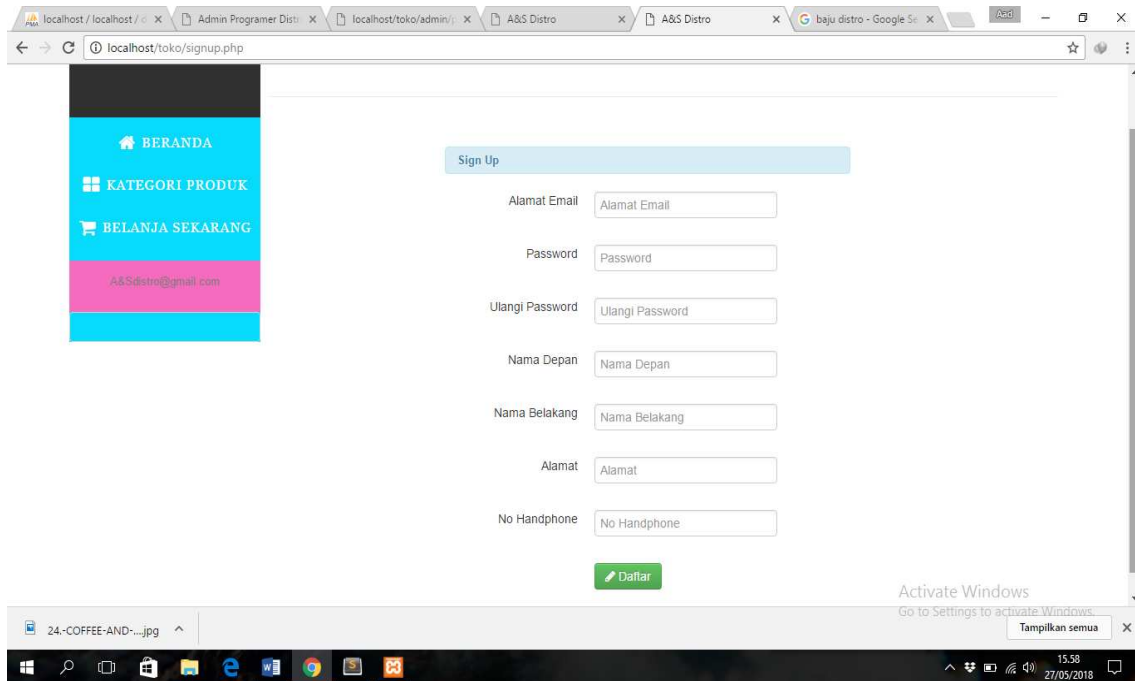 localhost / localhost / d
Admin Programer Distr
localhost/toko/admin/p
A&S Distro
A&S Distro
baju distro - Google Se
Aad
localhost/toko/signup.php
BERANDA
KATEGORI PRODUK
BELANJA SEKARANG
A&Sdistro@gmail.com
Sign Up
Alamat Email
Alamat Email
Password
Password
Ulangi Password
Ulangi Password
Nama Depan
Nama Depan
Nama Belakang
Nama Belakang
Alamat
Alamat
No Handphone
No Handphone
Daftar
Activate Windows
Go to Settings to activate Windows.
24.-COFFEE-AND-....jpg
Tampilkan semua
15.58
27/05/2018